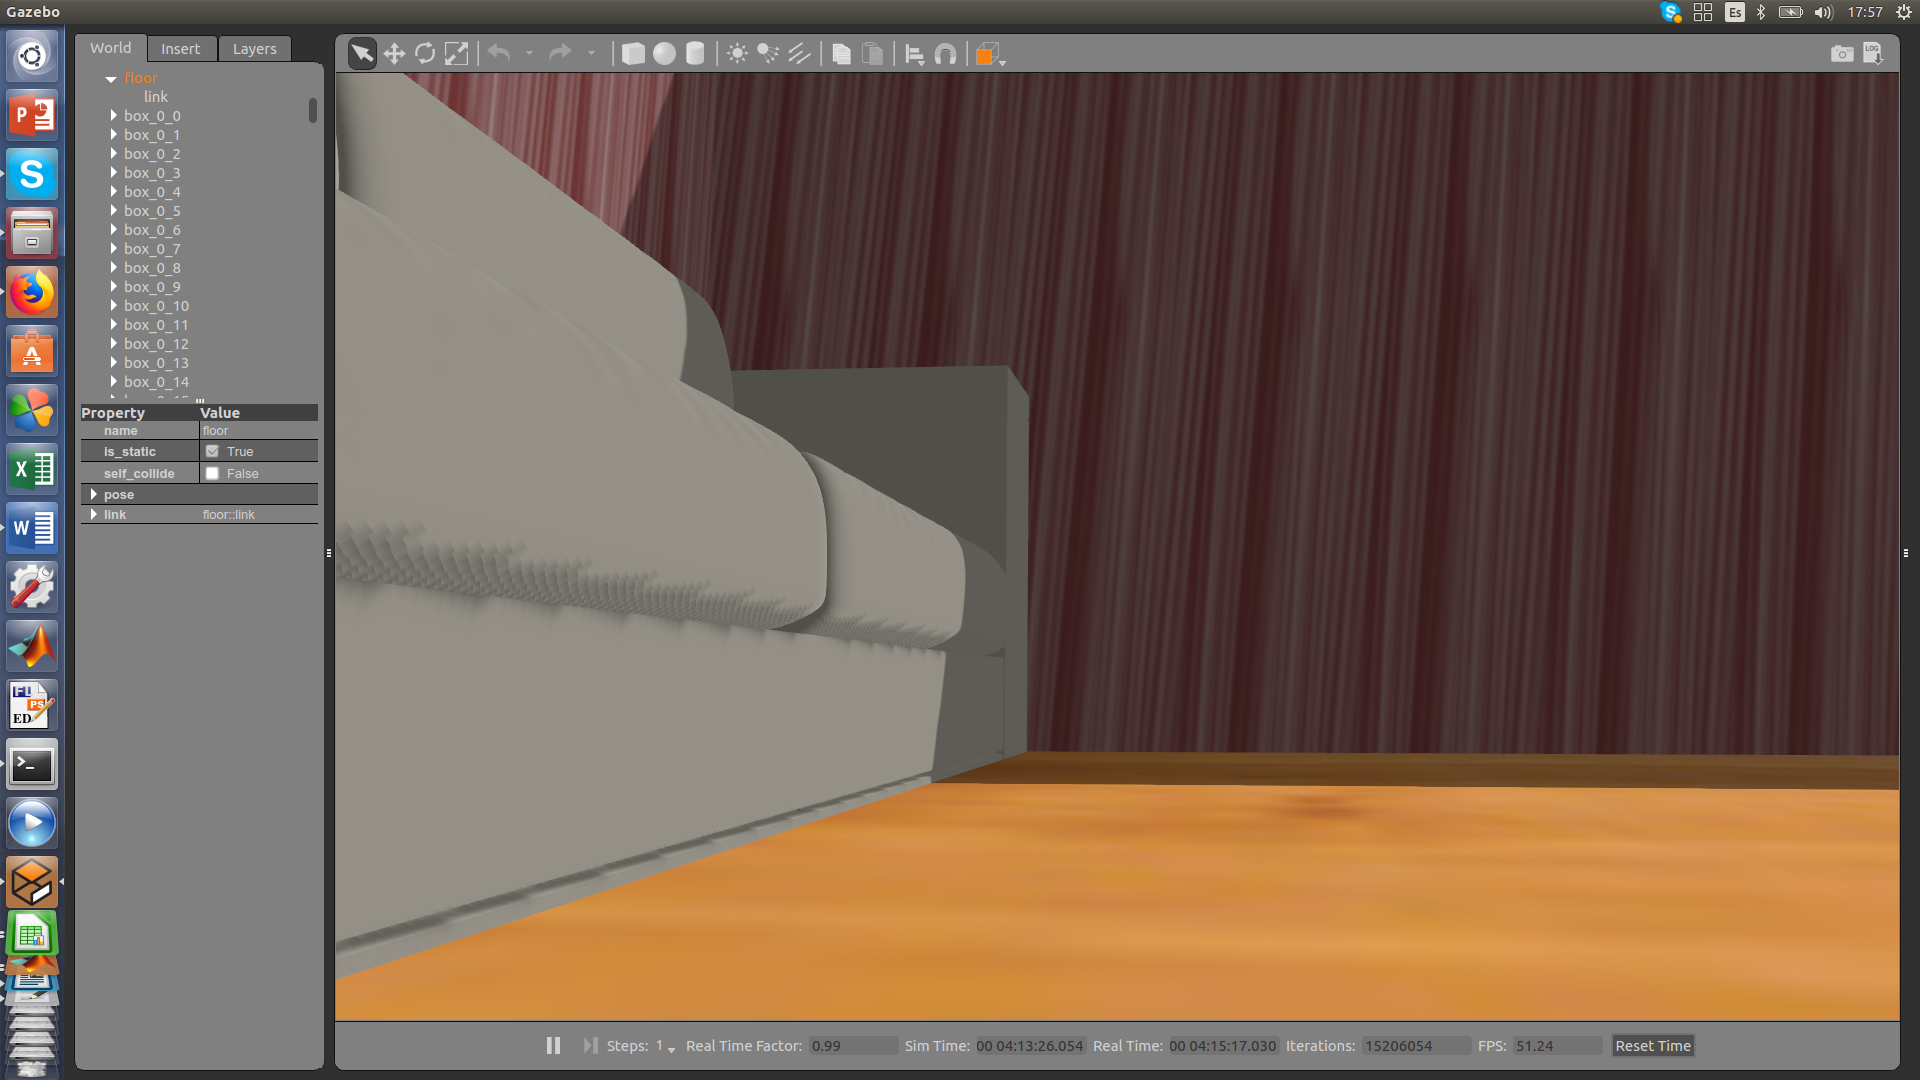 Gazebo
Es
17:57
World
Insert
Layers
LOG
floor
link
box_0_0
box_0_1
box_0_2
box_0_3
box_0_4
box_0_5
box_0_6
box_0_7
box_0_8
box_0_9
box_0_10
box_0_11
box_0_12
box_0_13
box_0_14
Property Value
name floor
is_static True
self_collide False
pose
link floor::link
Steps: 1 Real Time Factor: 0.99 Sim Time: 00 04:13:26.054 Real Time: 00 04:15:17.030 Iterations: 15206054 FPS: 51.24 Reset Time